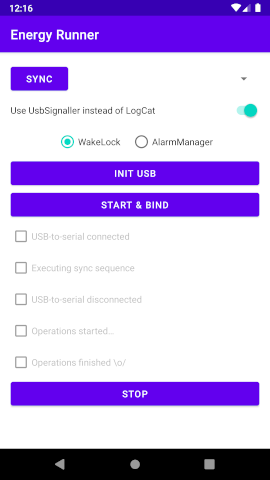 12:16
Energy Runner
SYNC
Use UsbSignaller instead of LogCat
WakeLock AlarmManager
INIT USB
START & BIND
USB-to-serial connected
Executing sync sequence
USB-to-serial disconnected
Operations started...
Operations finished \o/
STOP